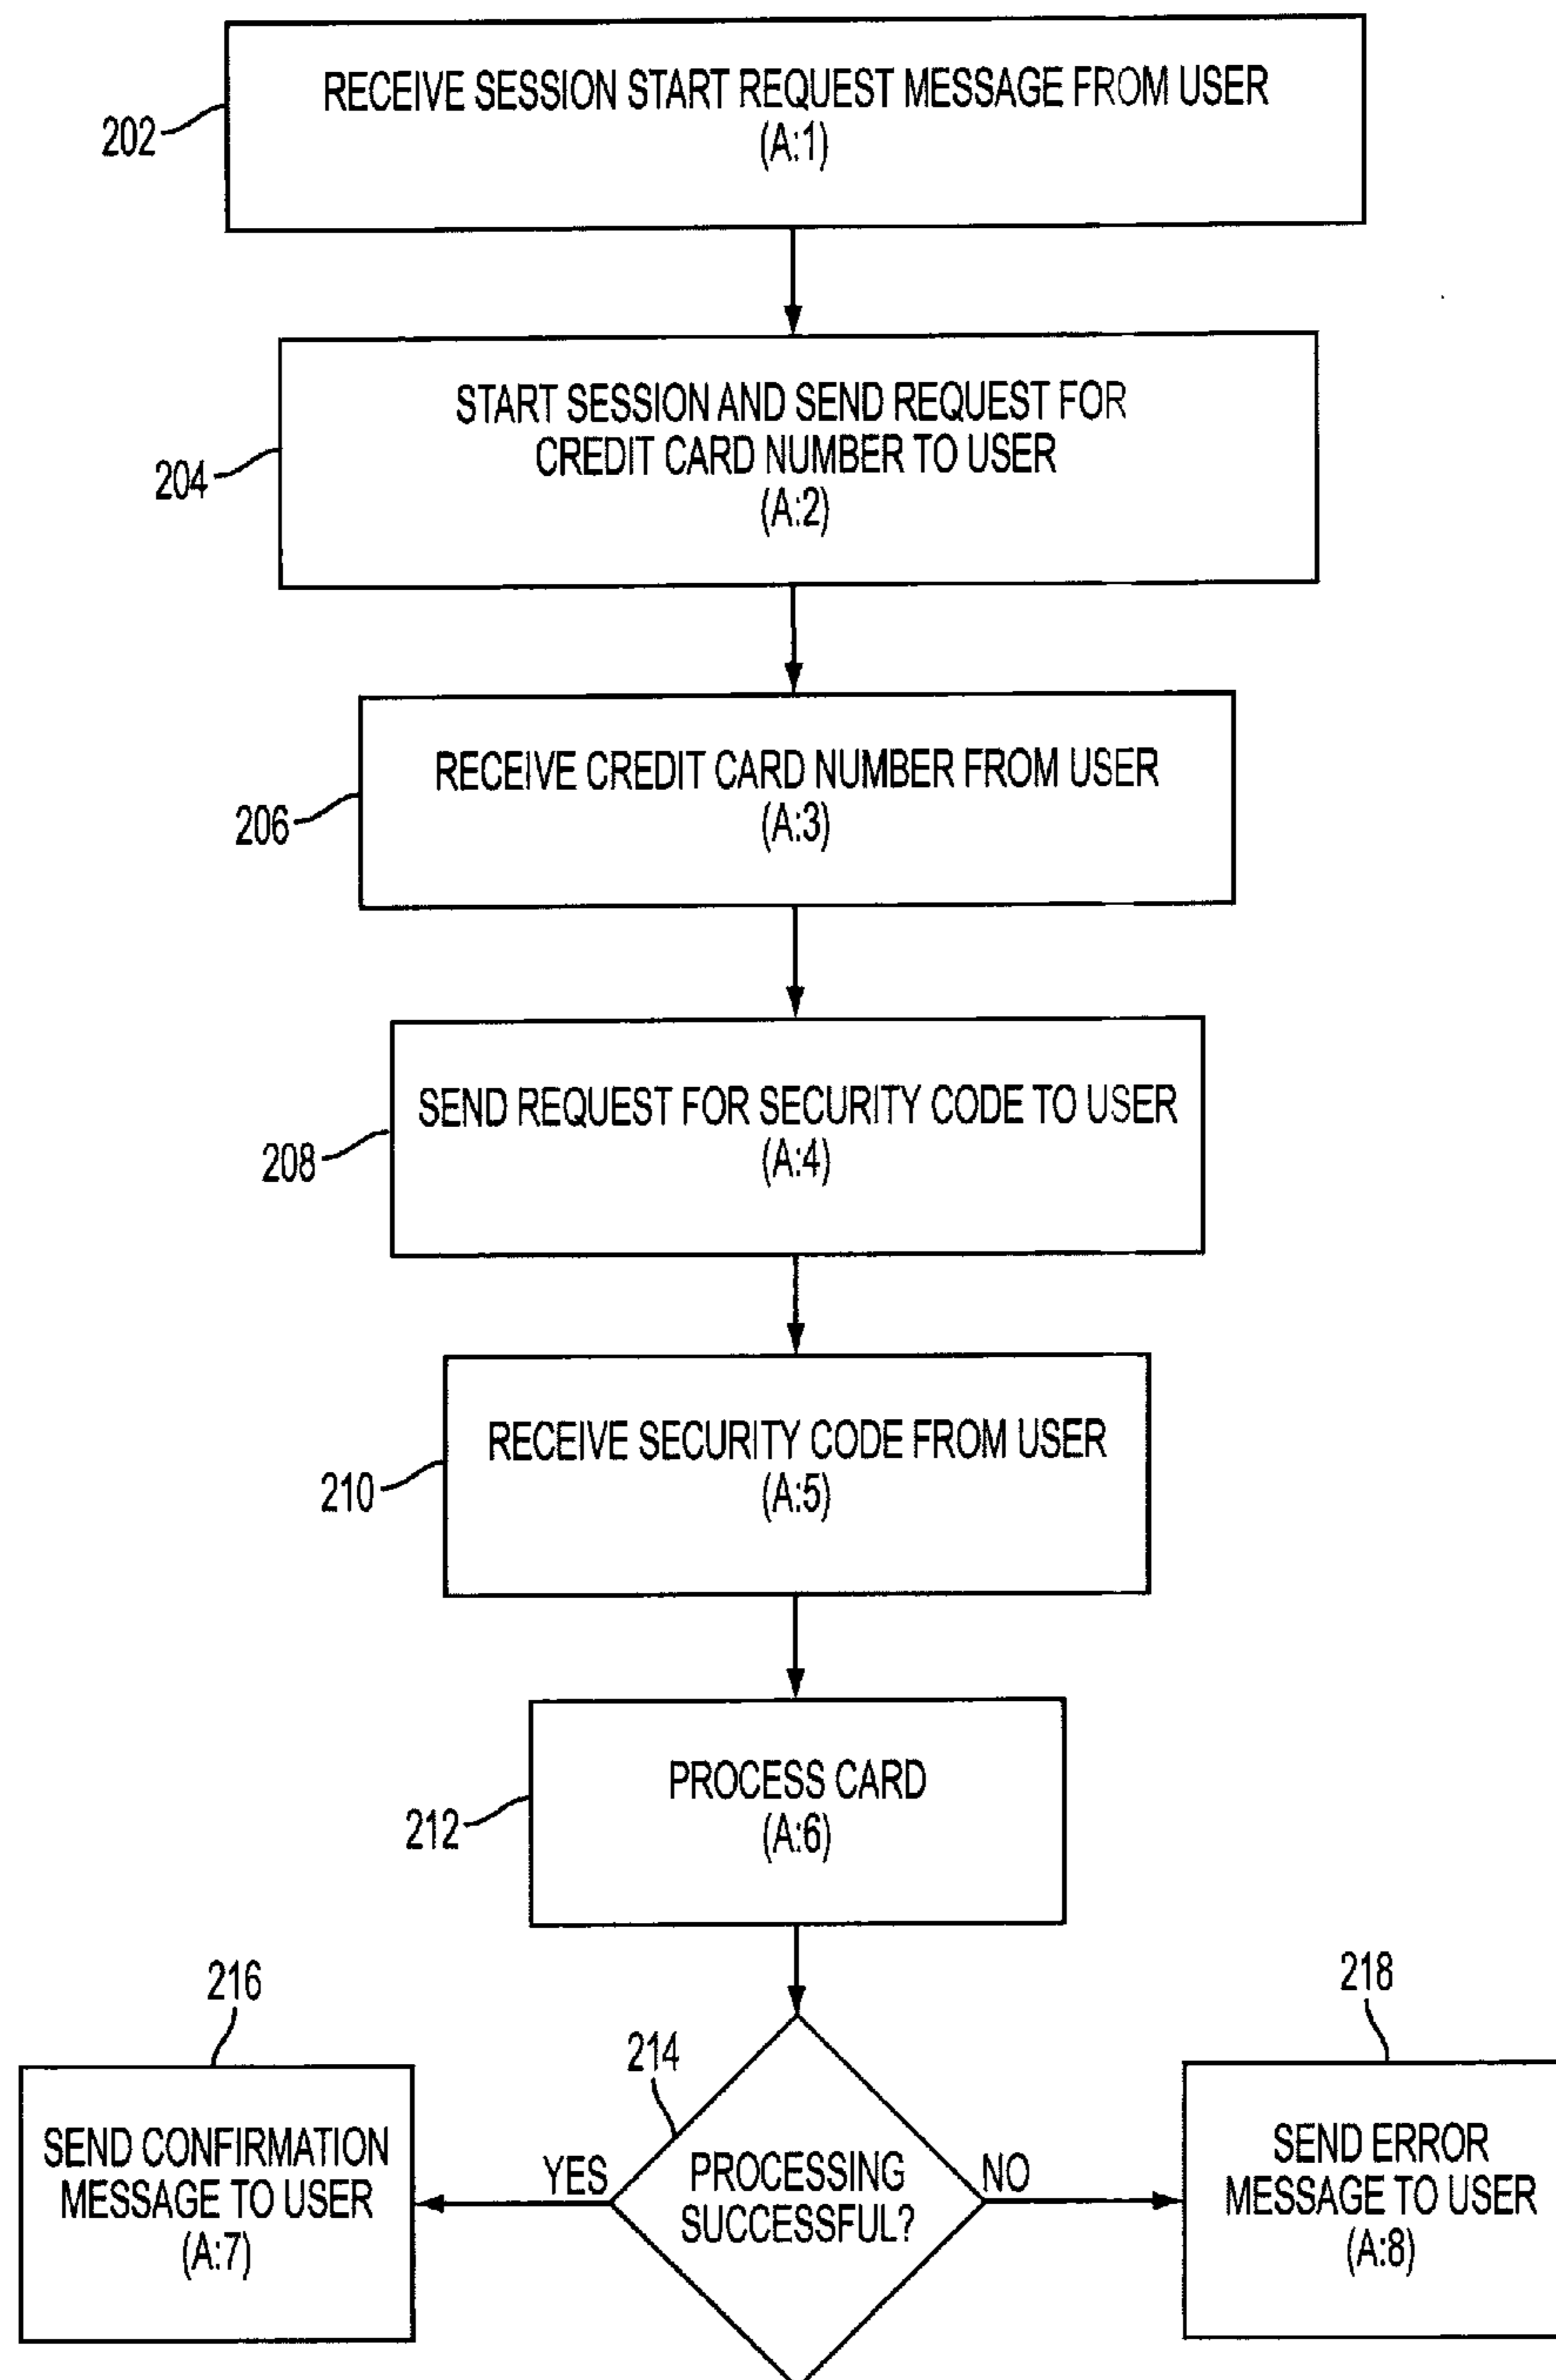 RECEIVE SESSION START REQUEST MESSAGE FROM USER
(A:1)
202
START SESSION AND SEND REQUEST FOR
CREDIT CARD NUMBER TO USER
(A:2)
204
RECEIVE CREDIT CARD NUMBER FROM USER
(A:3)
206
SEND REQUEST FOR SECURITY CODE TO USER
(A:4)
208
RECEIVE SECURITY CODE FROM USER
(A:5)
210
PROCESS CARD
(A:6)
212
216
SEND CONFIRMATION
MESSAGE TO USER
(A:7)
YES
214
PROCESSING
SUCCESSFUL?
NO
218
SEND ERROR
MESSAGE TO USER
(A:8)